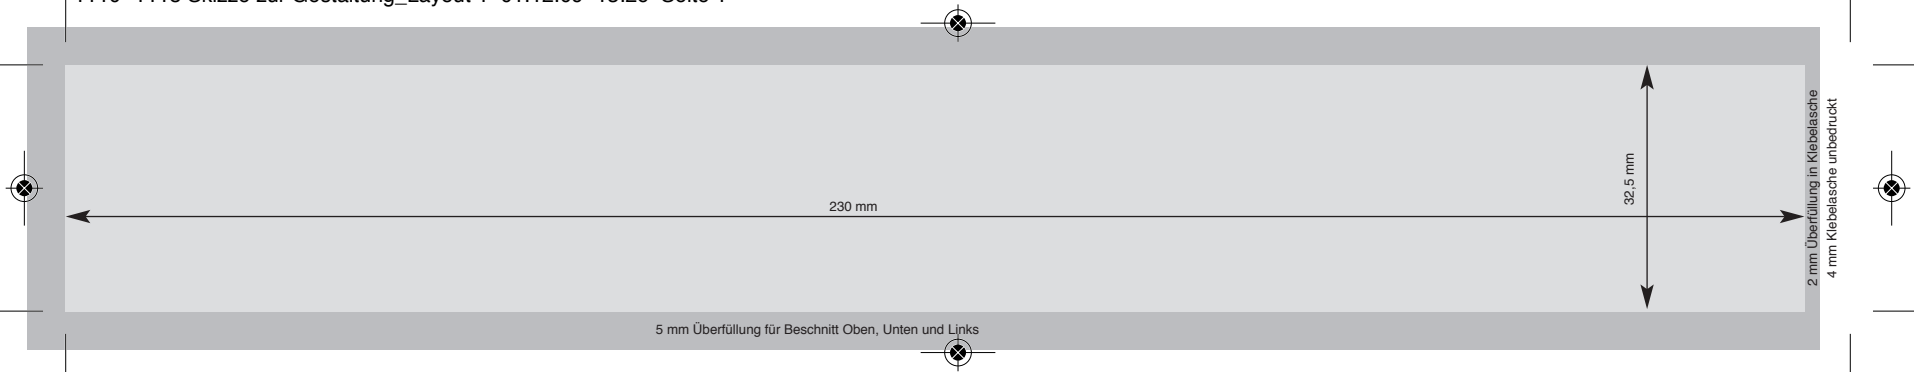 230 mm
32,5 mm
2 mm Überfüllung in Klebelasche
4 mm Klebelasche unbedruckt
5 mm Überfüllung für Beschnitt Oben, Unten und Links